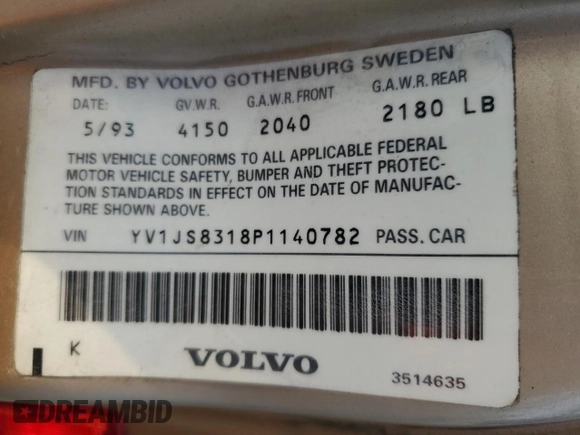 MFD. BY VOLVO GOTHENBURG SWEDEN
DATE: GV.W.R. G.A.W.R. FRONT G.A.W.R. REAR
5/93 4150 2040 2180 LB
THIS VEHICLE CONFORMS TO ALL APPLICABLE FEDERAL
MOTOR VEHICLE SAFETY, BUMPER AND THEFT PROTEC-
TION STANDARDS IN EFFECT ON THE DATE OF MANUFAC-
TURE SHOWN ABOVE.
VIN YV1JS8318P1140782 PASS. CAR
K VOLVO 3514635
DREAMBID